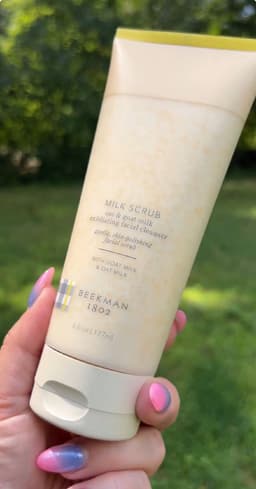 MILK SCRUB
oat & goat milk
exfoliating facial cleanser
gentle, skin-polishing
facial scrub
WITH GOAT MILK
& OAT MILK
BEEKMAN
1802